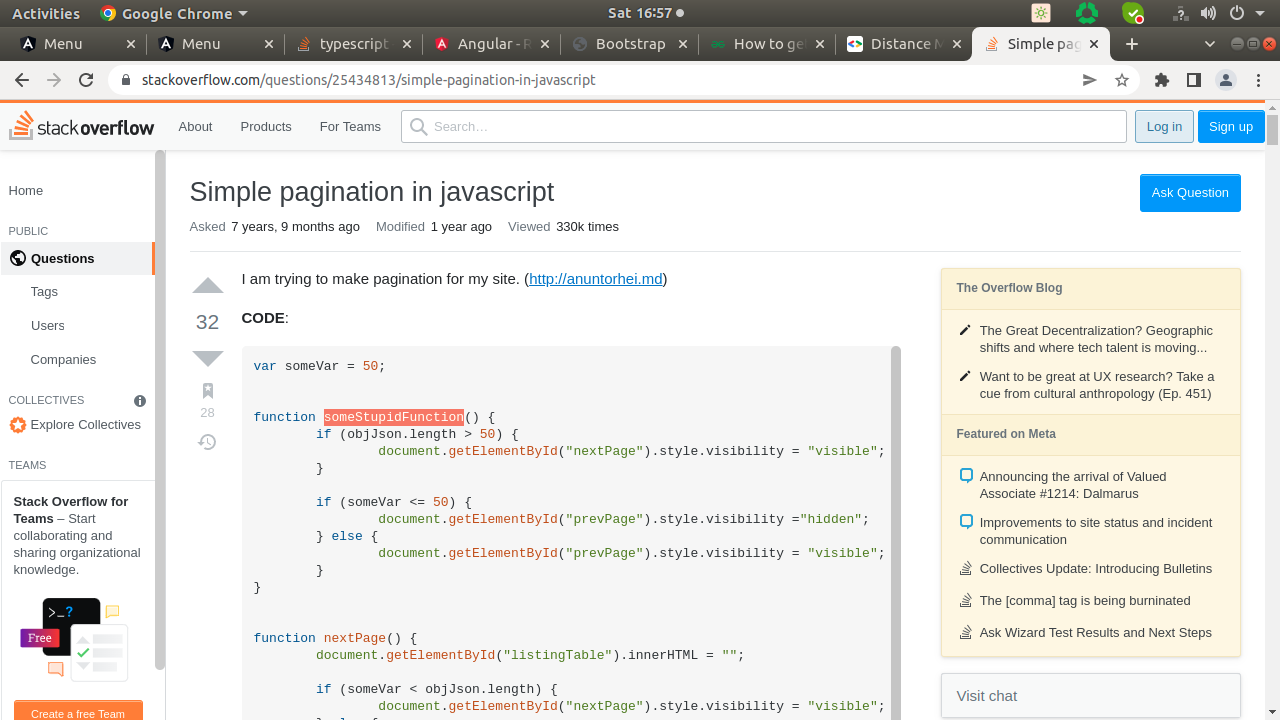 Activities
Google Chrome
Sat 16:57
Menu
Menu
typescript
Angular - R
Bootstrap
How to ge
Distance M
Simple pag
stackoverflow.com/questions/25434813/simple-pagination-in-javascript
stackoverflow
About
Products
For Teams
Search…
Log in
Sign up
Home
PUBLIC
Questions
Tags
Users
Companies
COLLECTIVES
Explore Collectives
TEAMS
Stack Overflow for
Teams – Start
collaborating and
sharing organizational
knowledge.
>_?
Free
Create a free Team
Simple pagination in javascript
Ask Question
Asked 7 years, 9 months ago Modified 1 year ago Viewed 330k times
32
28
I am trying to make pagination for my site. (http://anuntorhei.md)
CODE:
var someVar = 50;
function someStupidFunction() {
if (objJson.length > 50) {
document.getElementById("nextPage").style.visibility = "visible";
}
if (someVar <= 50) {
document.getElementById("prevPage").style.visibility ="hidden";
} else {
document.getElementById("prevPage").style.visibility = "visible";
}
}
function nextPage() {
document.getElementById("listingTable").innerHTML = "";
if (someVar < objJson.length) {
document.getElementById("nextPage").style.visibility = "visible";
} else {
The Overflow Blog
The Great Decentralization? Geographic
shifts and where tech talent is moving...
Want to be great at UX research? Take a
cue from cultural anthropology (Ep. 451)
Featured on Meta
Announcing the arrival of Valued
Associate #1214: Dalmarus
Improvements to site status and incident
communication
Collectives Update: Introducing Bulletins
The [comma] tag is being burninated
Ask Wizard Test Results and Next Steps
Visit chat